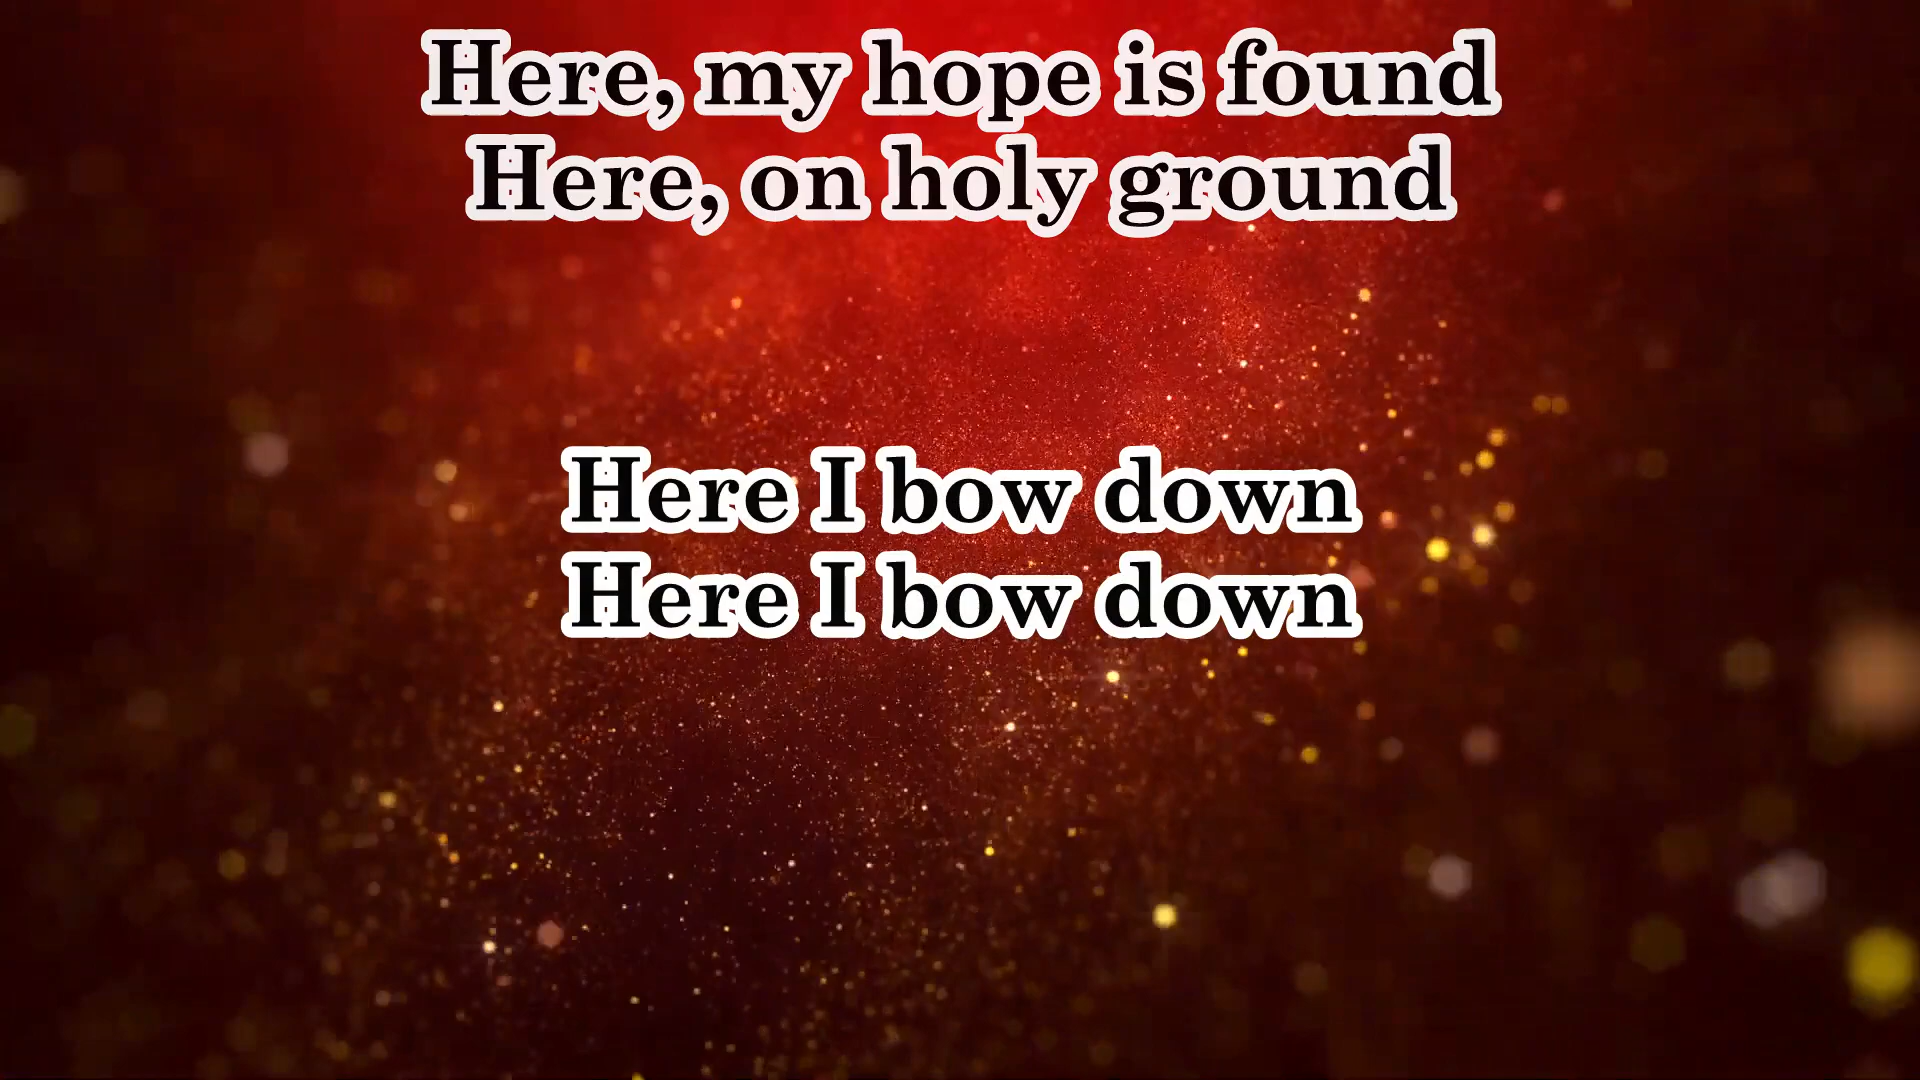 Here, my hope is found
Here, on holy ground
Here I bow down
Here I bow down